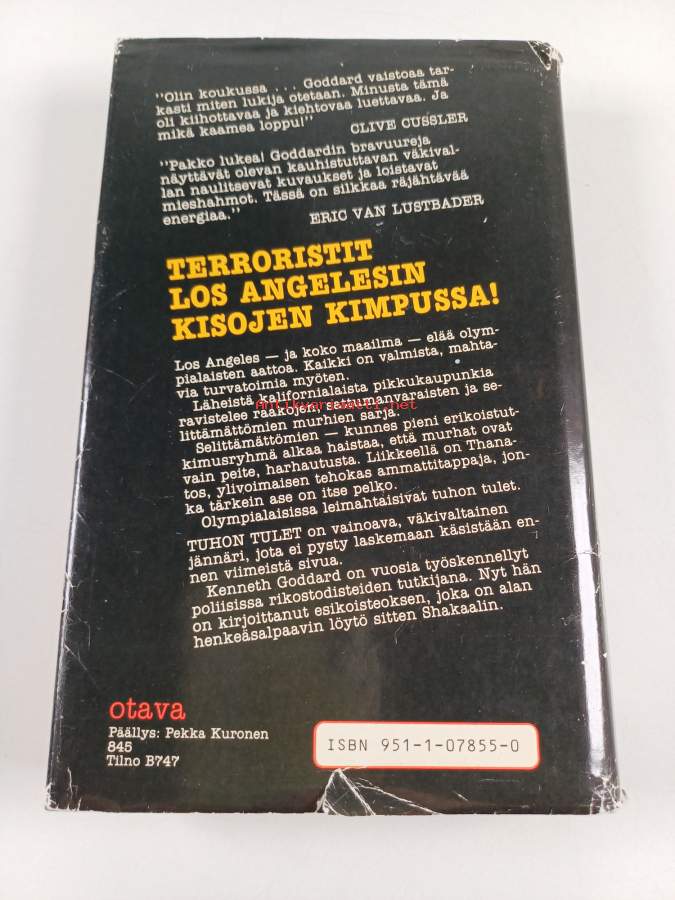 "Olin koukussa . . . Goddard vaistoaa tar-
kasti miten lukija otetaan. Minusta tämä
oli kiihottavaa ja kiehtovaa luettavaa. Ja
mikä kaamea loppu!"
CLIVE CUSSLER
"Pakko lukea! Goddardin bravuureja
näyttävät olevan kauhistuttavan väkival-
lan naulitsevat kuvaukset ja loistavat
mieshahmot. Tässä on silkkaa räjähtävää
energiaa."
ERIC VAN LUSTBADER
TERRORISTIT
LOS ANGELESIN
KISOJEN KIMPUSSA!
Los Angeles — ja koko maailma — elää olym-
pialaisten aattoa. Kaikki on valmista, mahta-
via turvatoimia myöten.
Läheistä kalifornialaista pikkukaupunkia
ravistelee raakojen, sattumanvaraisten ja se-
littämättömien murhien sarja.
Antikvariaatti.net
Selittämättömien — kunnes pieni erikoistut-
kimusryhmä alkaa haistaa, että murhat ovat
vain peite, harhautusta. Liikkeellä on Thana-
tos, ylivoimaisen tehokas ammattitappaja, jon-
ka tärkein ase on itse pelko.
Olympialaisissa leimahtaisivat tuhon tulet.
TUHON TULET on vainoava, väkivaltainen
jännäri, jota ei pysty laskemaan käsistään en-
nen viimeistä sivua.
Kenneth Goddard on vuosia työskennellyt
poliisissa rikostodisteiden tutkijana. Nyt hän
on kirjoittanut esikoisteoksen, joka on alan
henkeäsalpaavin löytö sitten Shakaalin.
otava
Päällys: Pekka Kuronen
845
Tilno B747
ISBN 951-1-07855-0